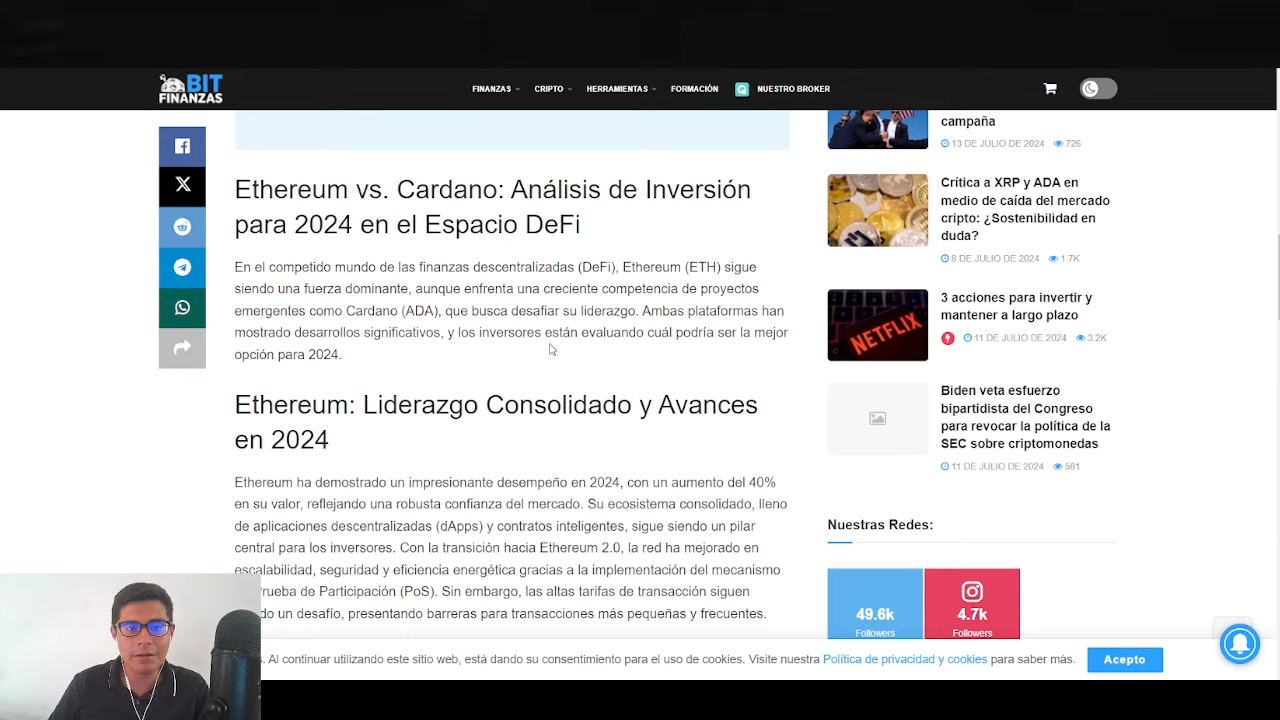 BIT
FINANZAS
FINANZAS
CRIPTO
HERRAMIENTAS
FORMACIÓN
NUESTRO BROKER
Ethereum vs. Cardano: Análisis de Inversión
para 2024 en el Espacio DeFi
En el competido mundo de las finanzas descentralizadas (DeFi), Ethereum (ETH) sigue
siendo una fuerza dominante, aunque enfrenta una creciente competencia de proyectos
emergentes como Cardano (ADA), que busca desafiar su liderazgo. Ambas plataformas han
mostrado desarrollos significativos, y los inversores están evaluando cuál podría ser la mejor
opción para 2024.
Ethereum: Liderazgo Consolidado y Avances
en 2024
Ethereum ha demostrado un impresionante desempeño en 2024, con un aumento del 40%
en su valor, reflejando una robusta confianza del mercado. Su ecosistema consolidado, lleno
de aplicaciones descentralizadas (dApps) y contratos inteligentes, sigue siendo un pilar
central para los inversores. Con la transición hacia Ethereum 2.0, la red ha mejorado en
escalabilidad, seguridad y eficiencia energética gracias a la implementación del mecanismo
de Participación (PoS). Sin embargo, las altas tarifas de transacción siguen
un desafío, presentando barreras para transacciones más pequeñas y frecuentes.
campaña
13 DE JULIO DE 2024 726
Crítica a XRP y ADA en
medio de caída del mercado
cripto: ¿Sostenibilidad en
duda?
8 DE JULIO DE 2024 1.7K
3 acciones para invertir y
mantener a largo plazo
11 DE JULIO DE 2024 3.2K
NETFLIX
Biden veta esfuerzo
bipartidista del Congreso
para revocar la política de la
SEC sobre criptomonedas
11 DE JULIO DE 2024 581
Nuestras Redes:
49.6k
Followers
4.7k
Followers
Al continuar utilizando este sitio web, está dando su consentimiento para el uso de cookies. Visite nuestra Política de privacidad y cookies para saber más.
Acepto